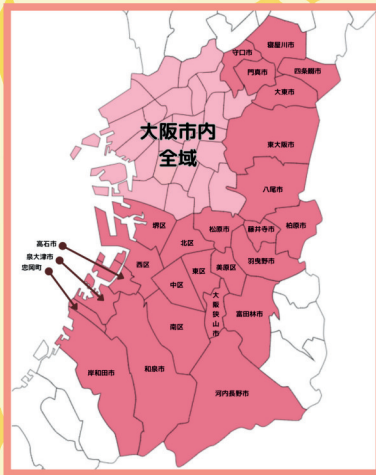 寝屋川市
守口市
門真市
四条畷市
大東市
大阪市内
全域
東大阪市
八尾市
堺区
松原市
藤井寺市
柏原市
高石市
北区
泉大津市
西区
東区
美原区
羽曳野市
忠岡町
中区
大阪狭山市
富田林市
南区
岸和田市
和泉市
河内長野市